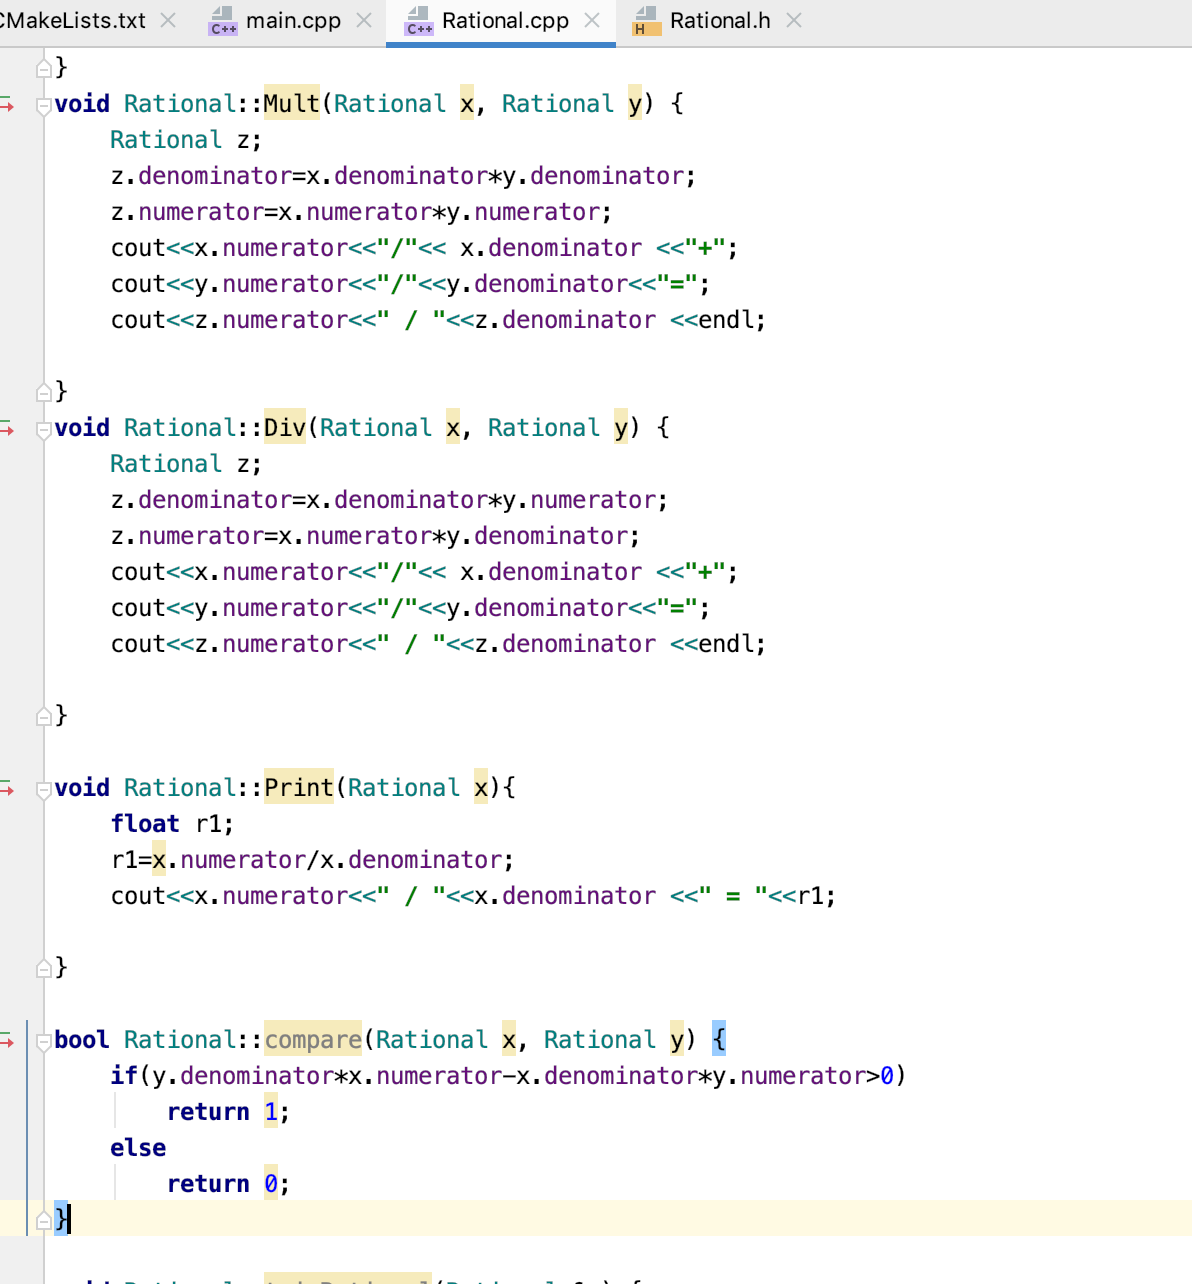 CMakeLists.txt main.cpp Rational.cpp Rational.h
C++ C++ H
}
void Rational::Mult(Rational x, Rational y) {
    Rational z;
    z.denominator=x.denominator*y.denominator;
    z.numerator=x.numerator*y.numerator;
    cout<<x.numerator<<"/"<< x.denominator <<"+";
    cout<<y.numerator<<"/"<<y.denominator<<"=";
    cout<<z.numerator<<" / "<<z.denominator <<endl;
}
void Rational::Div(Rational x, Rational y) {
    Rational z;
    z.denominator=x.denominator*y.numerator;
    z.numerator=x.numerator*y.denominator;
    cout<<x.numerator<<"/"<< x.denominator <<"+";
    cout<<y.numerator<<"/"<<y.denominator<<"=";
    cout<<z.numerator<<" / "<<z.denominator <<endl;
}
void Rational::Print(Rational x){
    float r1;
    r1=x.numerator/x.denominator;
    cout<<x.numerator<<" / "<<x.denominator <<" = "<<r1;
}
bool Rational::compare(Rational x, Rational y) {
    if(y.denominator*x.numerator-x.denominator*y.numerator>0)
        return 1;
    else
        return 0;
}